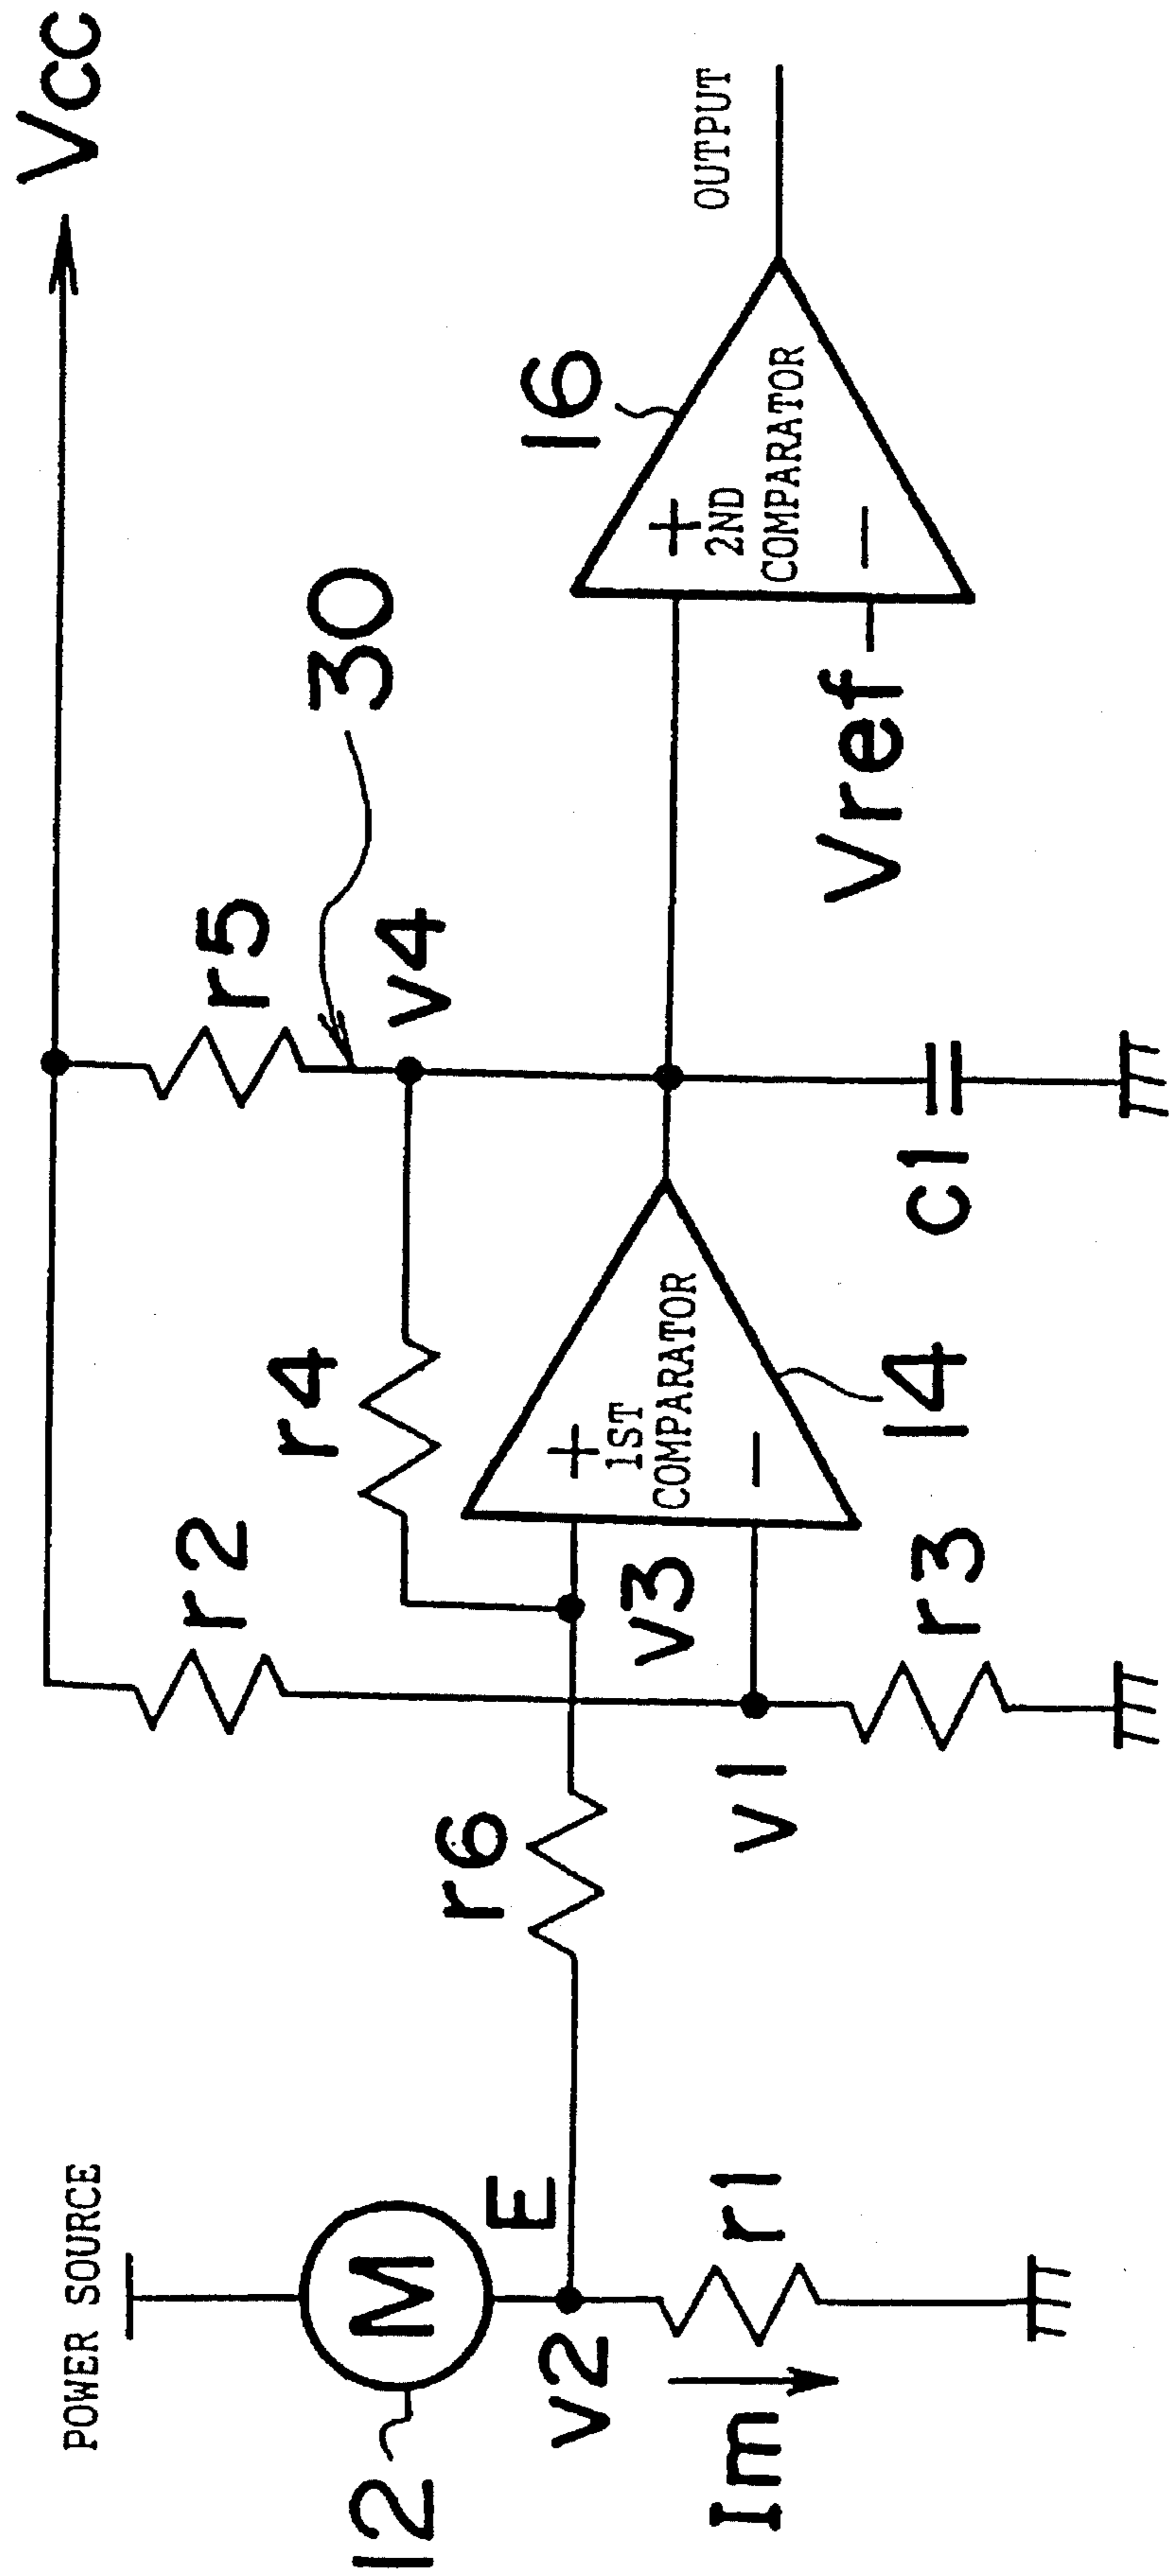 Vcc
r5
30
v4
r2
r4
16
+
2ND
COMPARATOR
−
OUTPUT
Vref
POWER SOURCE
12
M
E
v2
r6
v3
+
1ST
COMPARATOR
−
14
v1
r3
c1
r1
Im